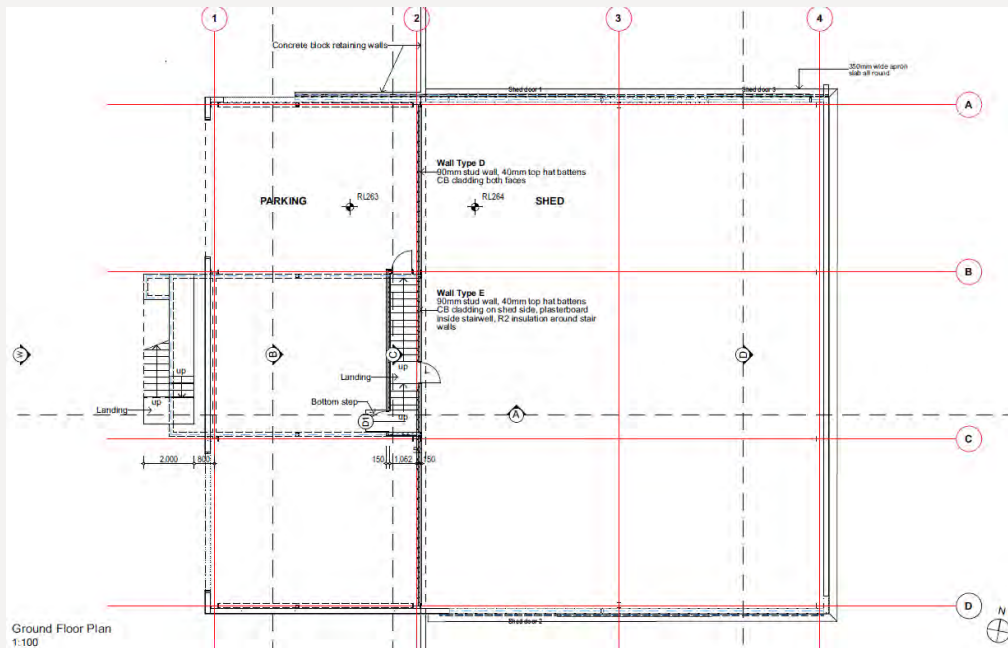 1
2
3
4
Concrete block retaining walls
350mm wide apron
slab all round
Shed door 1
Shed door 3
A
Wall Type D
90mm stud wall, 40mm top hat battens
CB cladding both faces
PARKING
RL263
RL264
SHED
B
Wall Type E
90mm stud wall, 40mm top hat battens
CB cladding on shed side, plasterboard
inside stairwell, R2 insulation around stair
walls
W
B
C
D
up
up
Landing
Bottom step
up
up
Landing
D1
A
C
2,000
800
150
1,062
150
D
Shed door 2
Ground Floor Plan
1:100
N